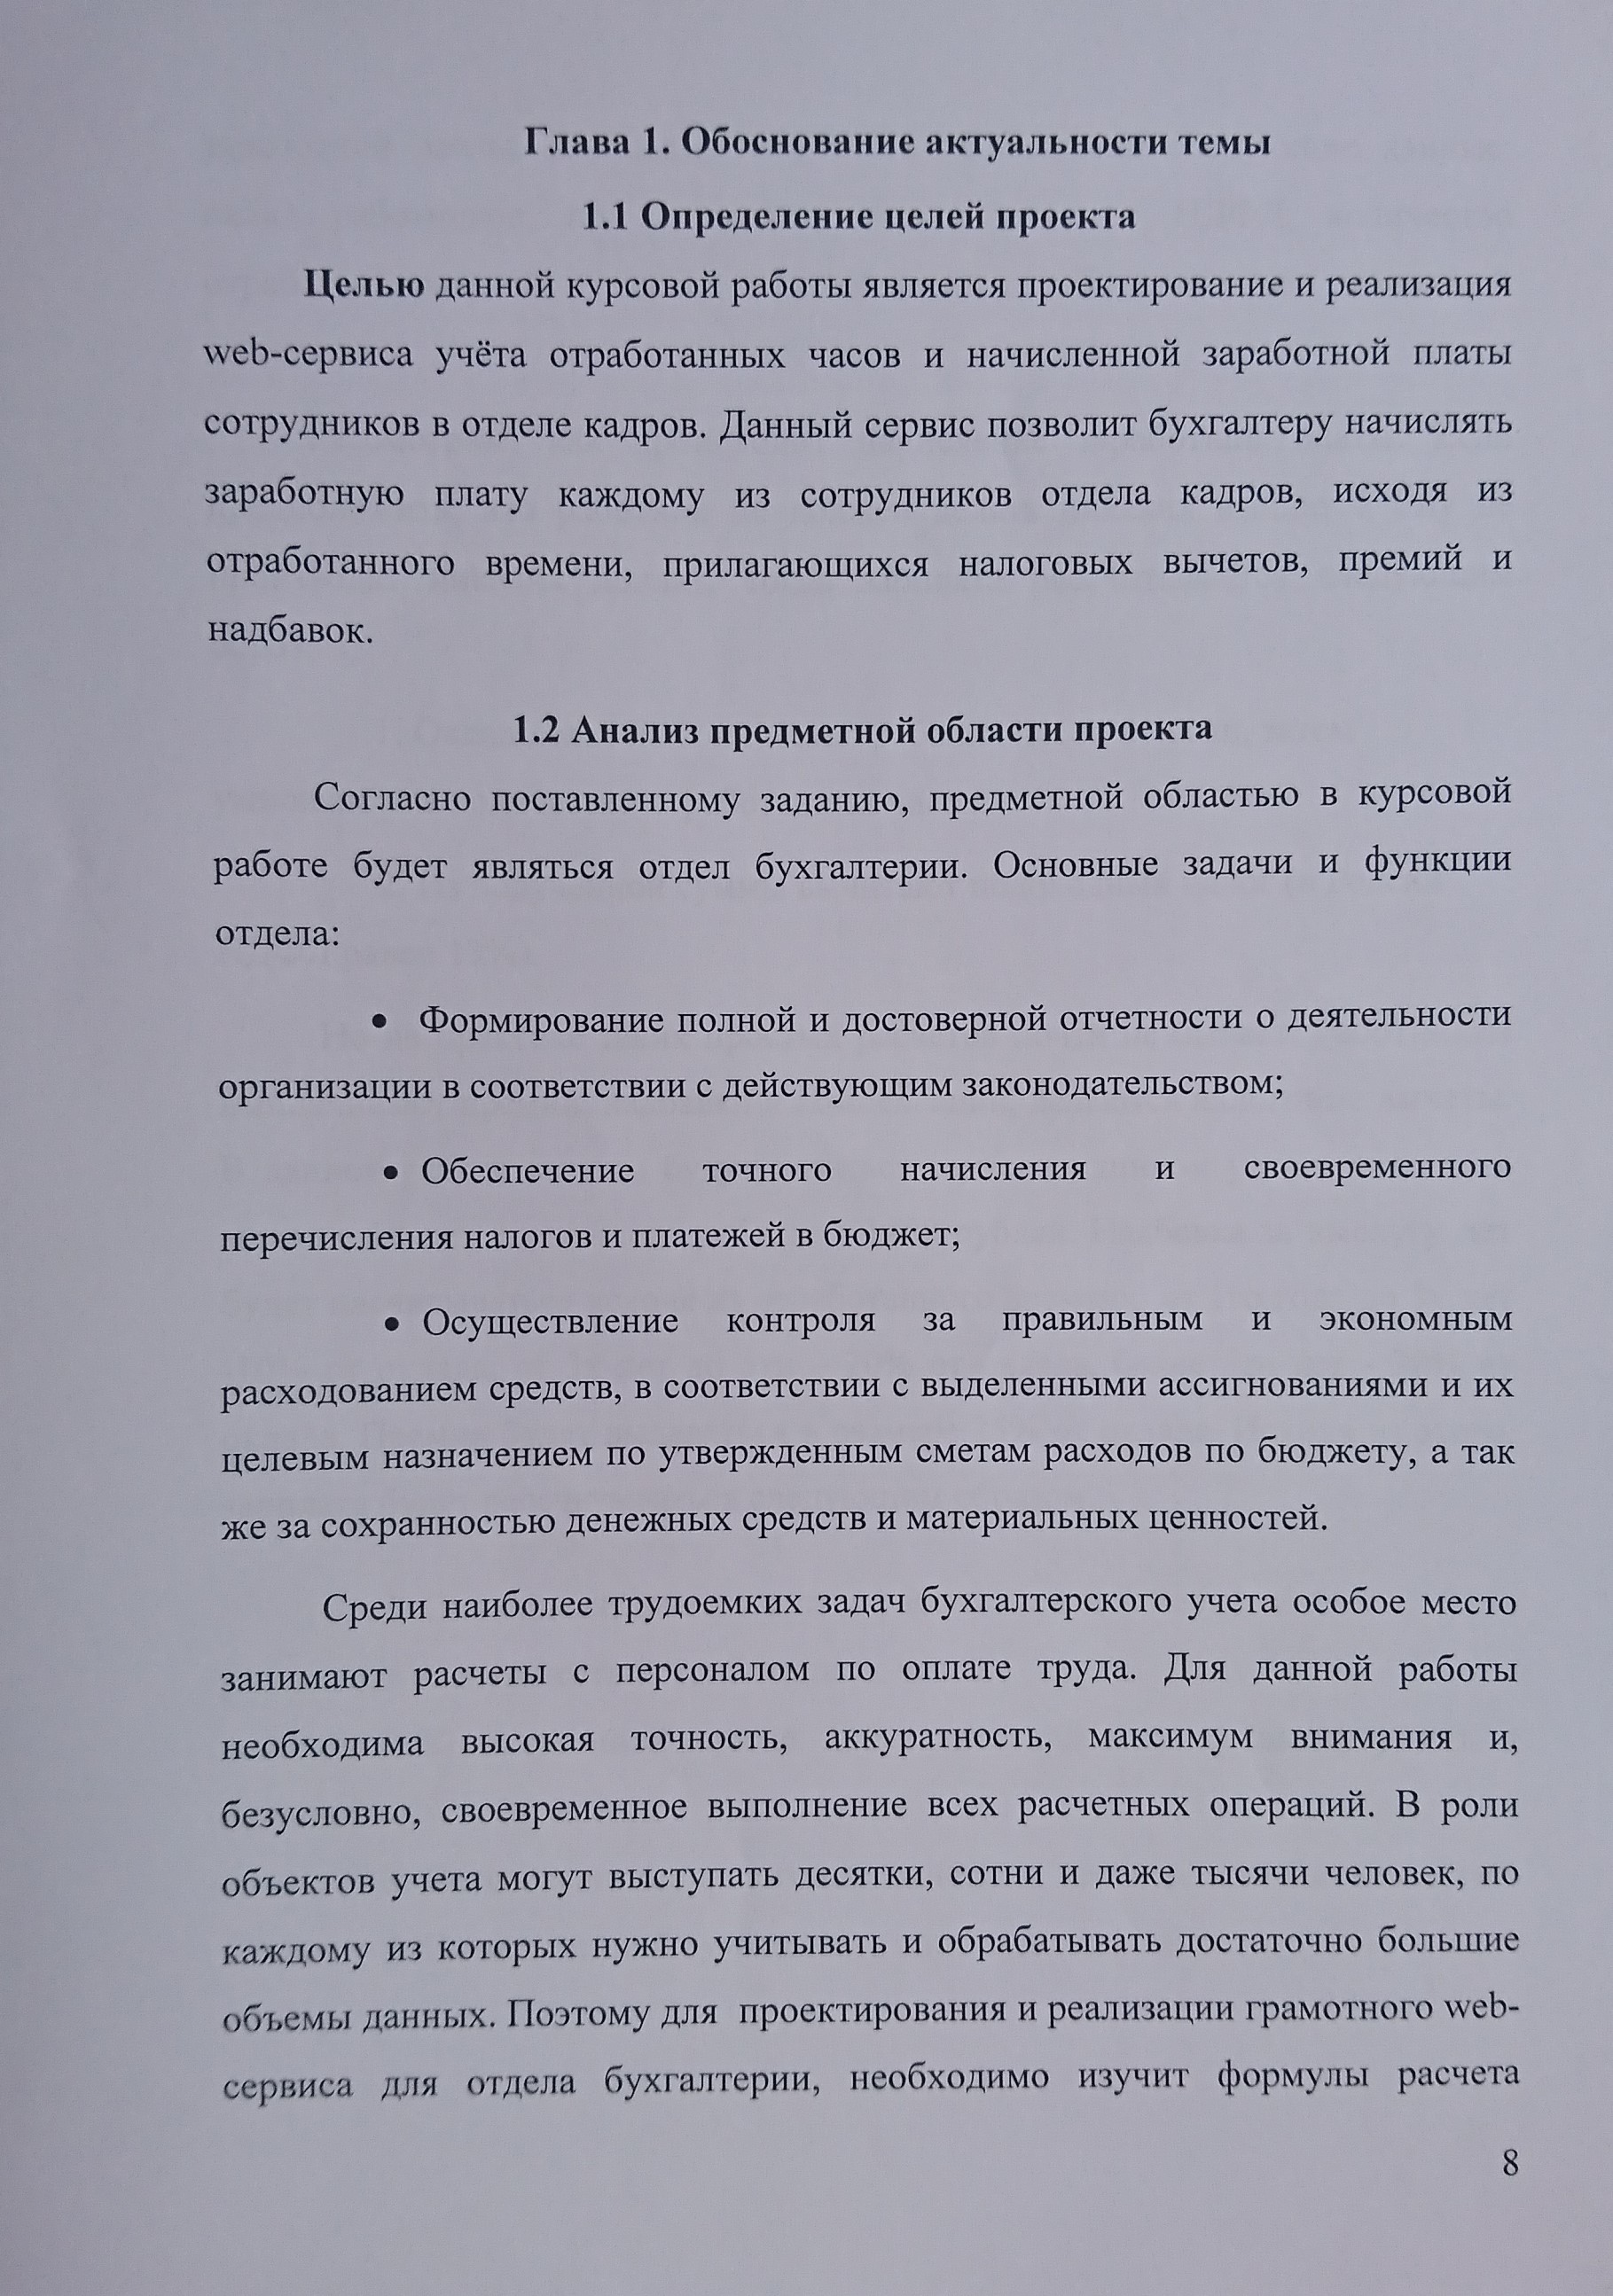 Глава 1. Обоснование актуальности темы
1.1 Определение целей проекта
Целью данной курсовой работы является проектирование и реализация
web-сервиса учёта отработанных часов и начисленной заработной платы
сотрудников в отделе кадров. Данный сервис позволит бухгалтеру начислять
заработную плату каждому из сотрудников отдела кадров, исходя из
отработанного времени, прилагающихся налоговых вычетов, премий и
надбавок.
1.2 Анализ предметной области проекта
Согласно поставленному заданию, предметной областью в курсовой
работе будет являться отдел бухгалтерии. Основные задачи и функции
отдела:
• Формирование полной и достоверной отчетности о деятельности
организации в соответствии с действующим законодательством;
• Обеспечение точного начисления и своевременного
перечисления налогов и платежей в бюджет;
• Осуществление контроля за правильным и экономным
расходованием средств, в соответствии с выделенными ассигнованиями и их
целевым назначением по утвержденным сметам расходов по бюджету, а так
же за сохранностью денежных средств и материальных ценностей.
Среди наиболее трудоемких задач бухгалтерского учета особое место
занимают расчеты с персоналом по оплате труда. Для данной работы
необходима высокая точность, аккуратность, максимум внимания и,
безусловно, своевременное выполнение всех расчетных операций. В роли
объектов учета могут выступать десятки, сотни и даже тысячи человек, по
каждому из которых нужно учитывать и обрабатывать достаточно большие
объемы данных. Поэтому для проектирования и реализации грамотного web-
сервиса для отдела бухгалтерии, необходимо изучит формулы расчета
8